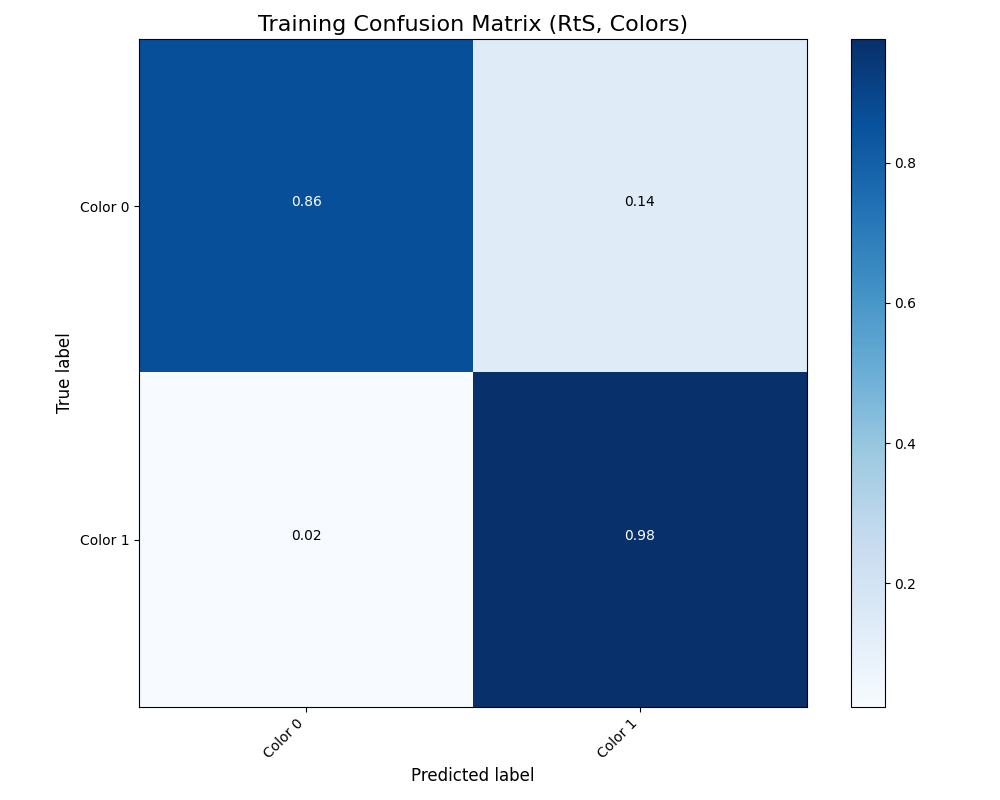 Training Confusion Matrix (RtS, Colors)
True label
Color 0
0.86
0.14
Color 1
0.02
0.98
Color 0
Color 1
Predicted label
0.8
0.6
0.4
0.2